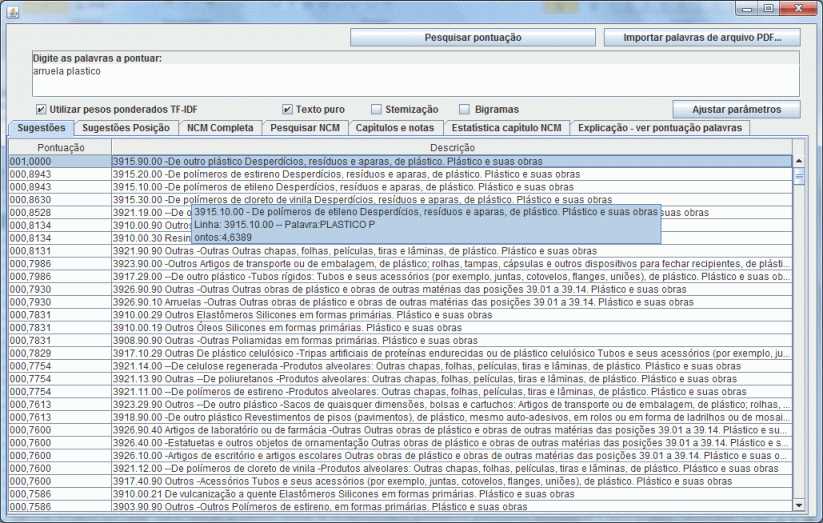 Pesquisar pontuação
Importar palavras de arquivo PDF...
Digite as palavras a pontuar:
arruela plastico
Utilizar pesos ponderados TF-IDF
Texto puro
Stemização
Bigramas
Ajustar parâmetros
Sugestões
Sugestões Posição
NCM Completa
Pesquisar NCM
Capítulos e notas
Estatística capítulo NCM
Explicação - ver pontuação palavras
Pontuação Descrição
001,0000 3915.90.00 -De outro plástico Desperdícios, resíduos e aparas, de plástico. Plástico e suas obras
000,8943 3915.20.00 -De polímeros de estireno Desperdícios, resíduos e aparas, de plástico. Plástico e suas obras
000,8943 3915.10.00 -De polímeros de etileno Desperdícios, resíduos e aparas, de plástico. Plástico e suas obras
000,8630 3915.30.00 -De polímeros de cloreto de vinila Desperdícios, resíduos e aparas, de plástico. Plástico e suas obras
000,8528 3921.19.00 --De o
3915.10.00 - De polímeros de etileno Desperdícios, resíduos e aparas, de plástico. Plástico e suas obras
o e suas obras
000,8134 3910.00.90 Outros
Linha: 3915.10.00 -- Palavra:PLASTICO P
000,8134 3910.00.30 Resin
ontos:4,6389
000,8131 3921.90.90 Outras -Outras Outras chapas, folhas, películas, tiras e lâminas, de plástico. Plástico e suas obras
000,7986 3923.90.00 -Outros Artigos de transporte ou de embalagem, de plástico; rolhas, tampas, cápsulas e outros dispositivos para fechar recipientes, de plásti...
000,7986 3917.29.00 --De outro plástico -Tubos rígidos: Tubos e seus acessórios (por exemplo, juntas, cotovelos, flanges, uniões), de plástico. Plástico e suas ob...
000,7930 3926.90.90 Outras -Outras Outras obras de plástico e obras de outras matérias das posições 39.01 a 39.14. Plástico e suas obras
000,7930 3926.90.10 Arruelas -Outras Outras obras de plástico e obras de outras matérias das posições 39.01 a 39.14. Plástico e suas obras
000,7831 3910.00.29 Outros Elastômeros Silicones em formas primárias. Plástico e suas obras
000,7831 3910.00.19 Outros Óleos Silicones em formas primárias. Plástico e suas obras
000,7831 3908.90.90 Outras -Outras Poliamidas em formas primárias. Plástico e suas obras
000,7829 3917.10.29 Outras De plástico celulósico -Tripas artificiais de proteínas endurecidas ou de plástico celulósico Tubos e seus acessórios (por exemplo, ju...
000,7754 3921.14.00 --De celulose regenerada -Produtos alveolares: Outras chapas, folhas, películas, tiras e lâminas, de plástico. Plástico e suas obras
000,7754 3921.13.90 Outras --De poliuretanos -Produtos alveolares: Outras chapas, folhas, películas, tiras e lâminas, de plástico. Plástico e suas obras
000,7754 3921.11.00 --De polímeros de estireno -Produtos alveolares: Outras chapas, folhas, películas, tiras e lâminas, de plástico. Plástico e suas obras
000,7613 3923.29.90 Outros --De outro plástico -Sacos de quaisquer dimensões, bolsas e cartuchos: Artigos de transporte ou de embalagem, de plástico; rolhas, ...
000,7613 3918.90.00 -De outro plástico Revestimentos de pisos (pavimentos), de plástico, mesmo auto-adesivos, em rolos ou em forma de ladrilhos ou de mosai...
000,7600 3926.90.40 Artigos de laboratório ou de farmácia -Outras Outras obras de plástico e obras de outras matérias das posições 39.01 a 39.14. Plástico e su...
000,7600 3926.40.00 -Estatuetas e outros objetos de ornamentação Outras obras de plástico e obras de outras matérias das posições 39.01 a 39.14. Plástico e s...
000,7600 3926.10.00 -Artigos de escritório e artigos escolares Outras obras de plástico e obras de outras matérias das posições 39.01 a 39.14. Plástico e suas o...
000,7600 3921.12.00 --De polímeros de cloreto de vinila -Produtos alveolares: Outras chapas, folhas, películas, tiras e lâminas, de plástico. Plástico e suas obras
000,7600 3917.40.90 Outros -Acessórios Tubos e seus acessórios (por exemplo, juntas, cotovelos, flanges, uniões), de plástico. Plástico e suas obras
000,7586 3910.00.21 De vulcanização a quente Elastômeros Silicones em formas primárias. Plástico e suas obras
000,7586 3903.90.90 Outros -Outros Polímeros de estireno, em formas primárias. Plástico e suas obras